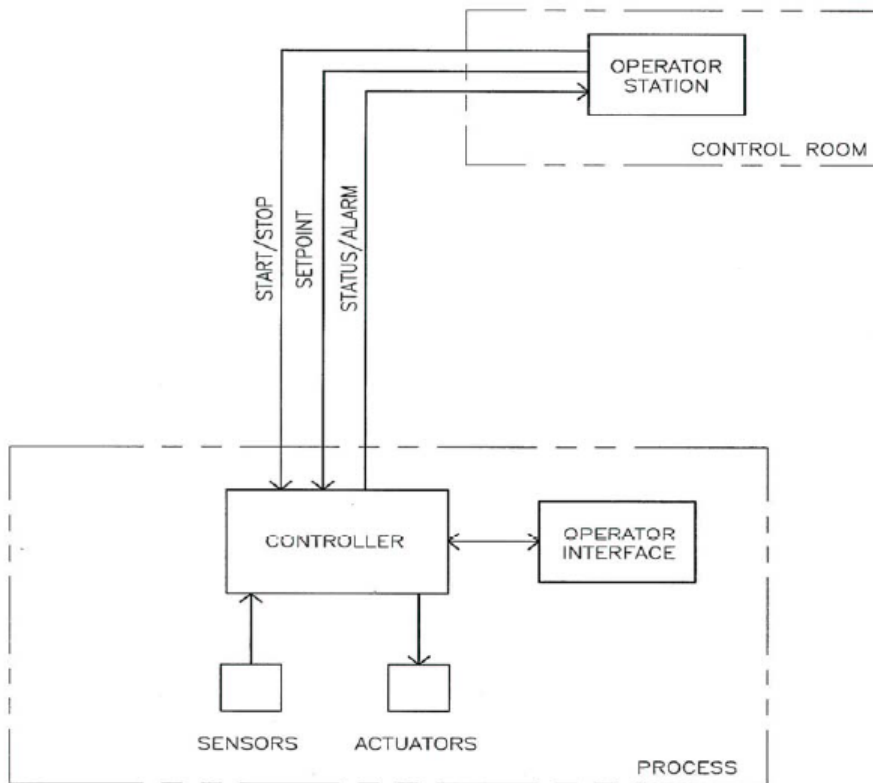 OPERATOR
STATION
CONTROL ROOM
START/STOP
SETPOINT
STATUS/ALARM
CONTROLLER
OPERATOR
INTERFACE
SENSORS
ACTUATORS
PROCESS